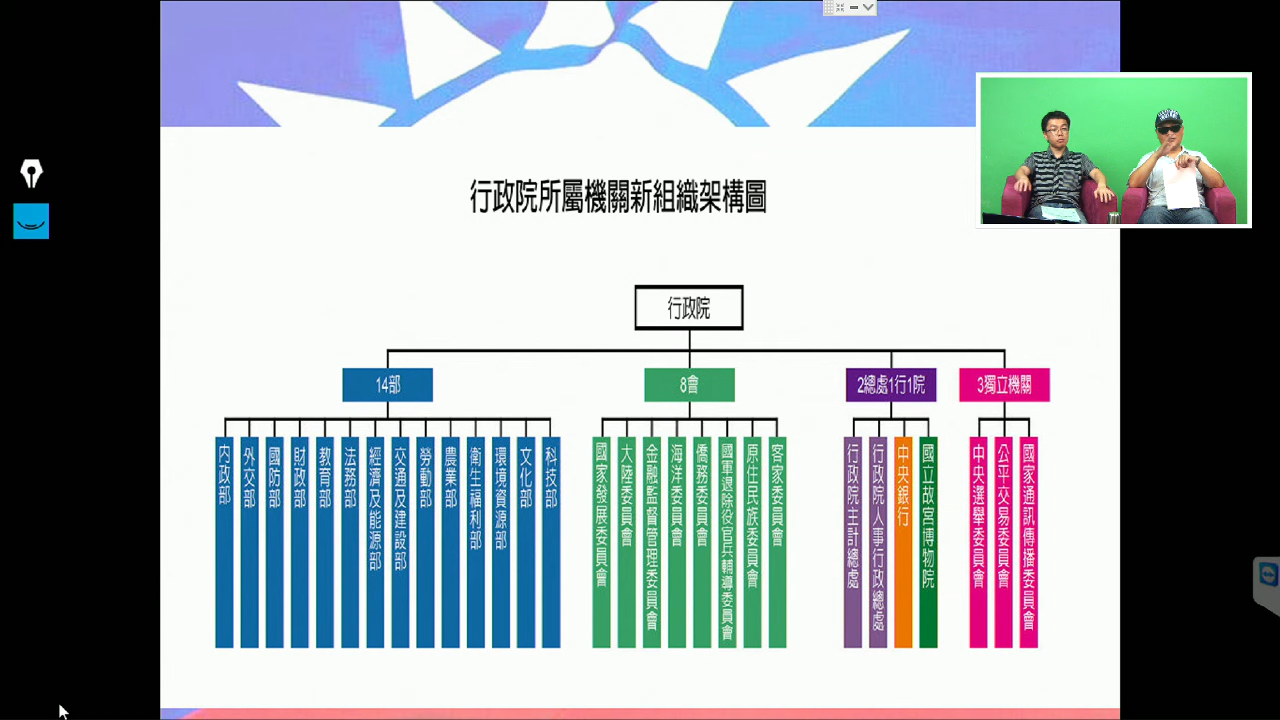 行政院所屬機關新組織架構圖
行政院
14部
8會
2總處1行1院
3獨立機關
內政部
外交部
國防部
財政部
教育部
法務部
經濟及能源部
交通及建設部
勞動部
農業部
衛生福利部
環境資源部
文化部
科技部
國家發展委員會
大陸委員會
金融監督管理委員會
海洋委員會
僑務委員會
國軍退除役官兵輔導委員會
原住民族委員會
客家委員會
行政院主計總處
行政院人事行政總處
中央銀行
國立故宮博物院
中央選舉委員會
公平交易委員會
國家通訊傳播委員會